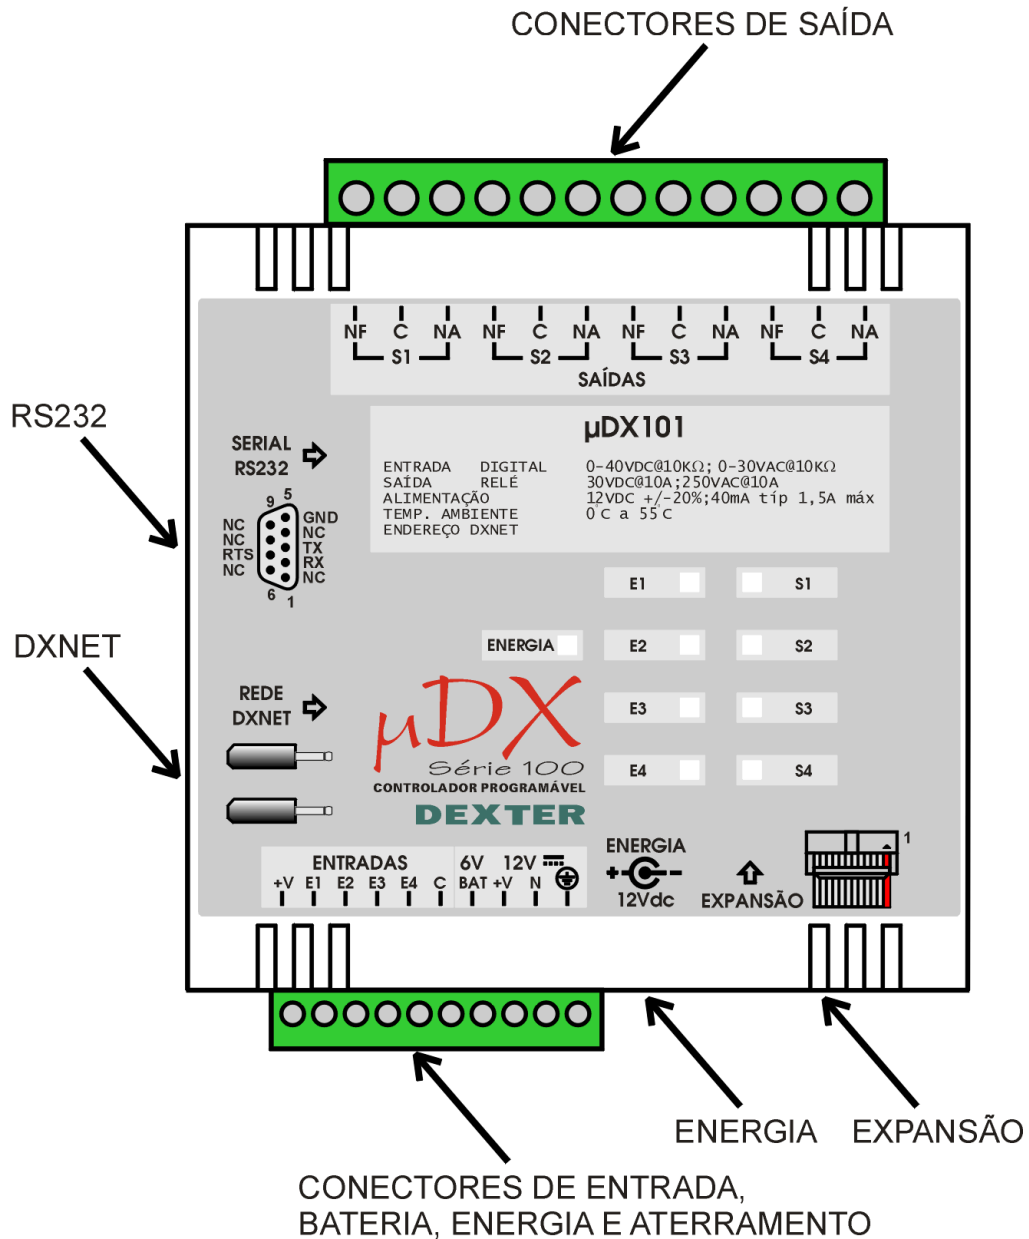 CONECTORES DE SAÍDA
NF C NA NF C NA NF C NA NF C NA
S1 S2 S3 S4
SAÍDAS
RS232
SERIAL
RS232
µDX101
ENTRADA DIGITAL 0-40VDC@10KΩ; 0-30VAC@10KΩ
SAÍDA RELÉ 30VDC@10A;250VAC@10A
ALIMENTAÇÃO 12VDC +/-20%;40mA típ 1,5A máx
TEMP. AMBIENTE 0°C a 55°C
ENDEREÇO DXNET
9 5
NC GND
NC NC
RTS TX
NC RX
NC
6 1
E1 S1
DXNET
ENERGIA E2 S2
REDE
DXNET
E3 S3
µDX
Série 100
E4 S4
CONTROLADOR PROGRAMÁVEL
DEXTER
ENTRADAS 6V 12V
+V E1 E2 E3 E4 C BAT +V N
ENERGIA
+ -
12Vdc
EXPANSÃO
1
ENERGIA EXPANSÃO
CONECTORES DE ENTRADA,
BATERIA, ENERGIA E ATERRAMENTO